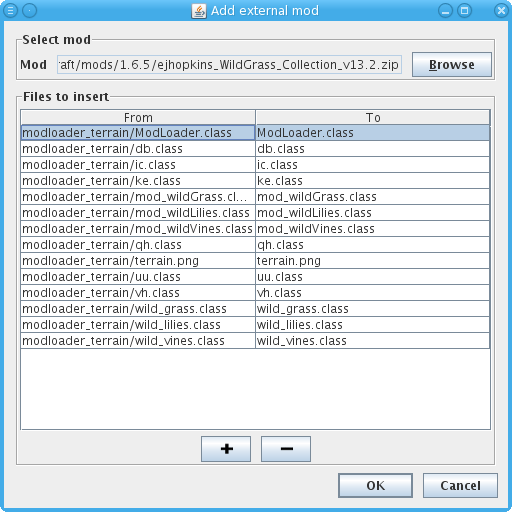 Add external mod
Select mod
Mod aft/mods/1.6.5/ejhopkins_WildGrass_Collection_v13.2.zip Browse
Files to insert
From To
modloader_terrain/ModLoader.class ModLoader.class
modloader_terrain/db.class db.class
modloader_terrain/ic.class ic.class
modloader_terrain/ke.class ke.class
modloader_terrain/mod_wildGrass.cl... mod_wildGrass.class
modloader_terrain/mod_wildLilies.class mod_wildLilies.class
modloader_terrain/mod_wildVines.class mod_wildVines.class
modloader_terrain/qh.class qh.class
modloader_terrain/terrain.png terrain.png
modloader_terrain/uu.class uu.class
modloader_terrain/vh.class vh.class
modloader_terrain/wild_grass.class wild_grass.class
modloader_terrain/wild_lilies.class wild_lilies.class
modloader_terrain/wild_vines.class wild_vines.class
+ −
OK Cancel